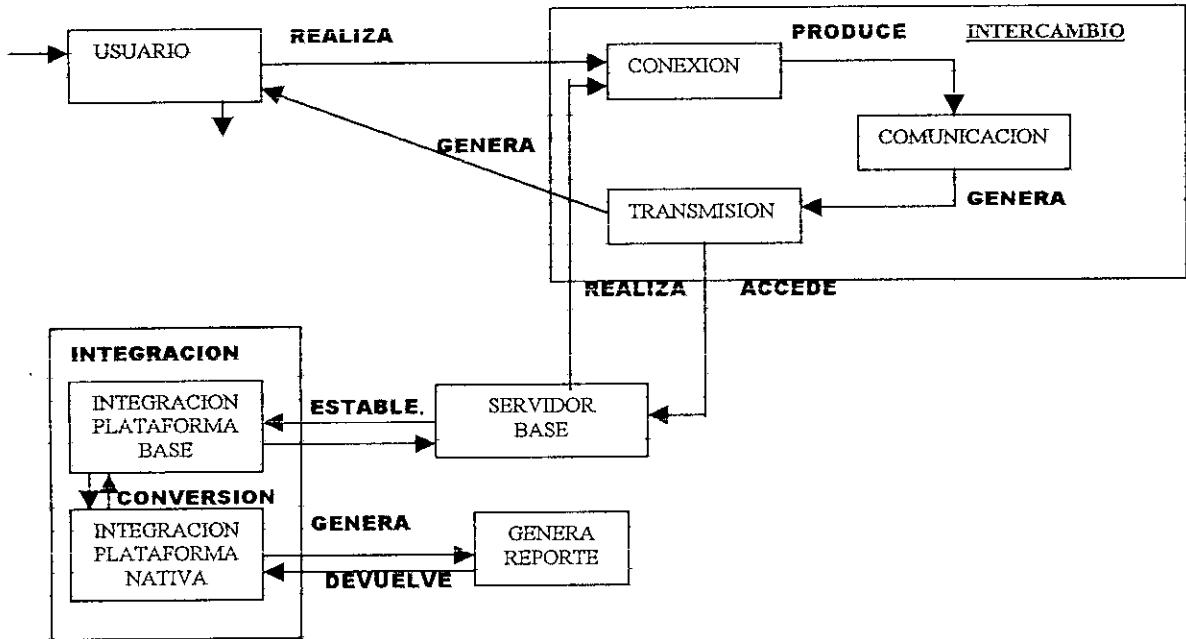 REALIZA
PRODUCE
INTERCAMBIO
USUARIO
CONEXION
COMUNICACION
GENERA
GENERA
TRANSMISION
REALIZA
ACCEDE
INTEGRACION
INTEGRACION
PLATAFORMA
BASE
ESTABLE.
SERVIDOR
BASE
CONVERSION
INTEGRACION
PLATAFORMA
NATIVA
GENERA
GENERA
REPORTE
DEVUELVE